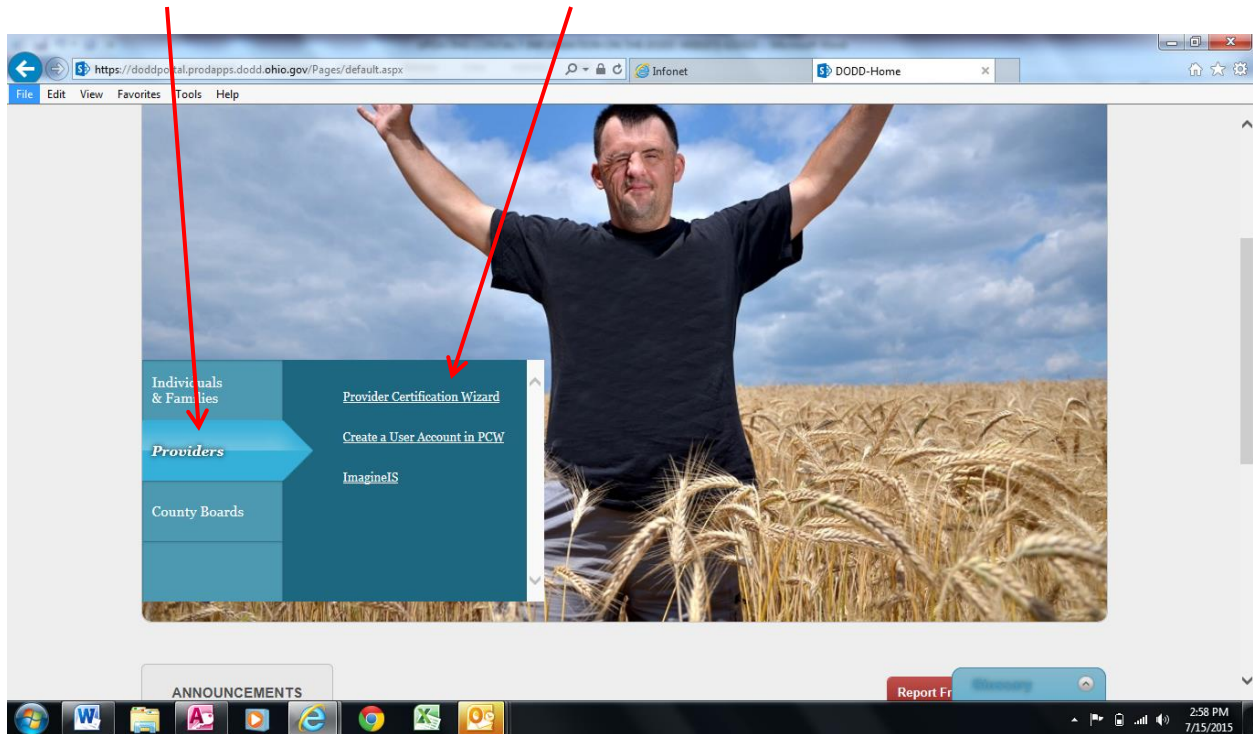 https://doddportal.prodapps.dodd.ohio.gov/Pages/default.aspx
Infonet
DODD-Home
File Edit View Favorites Tools Help
Individuals
& Families
Providers
County Boards
Provider Certification Wizard
Create a User Account in PCW
ImagineIS
ANNOUNCEMENTS
Report Fr
2:58 PM
7/15/2015